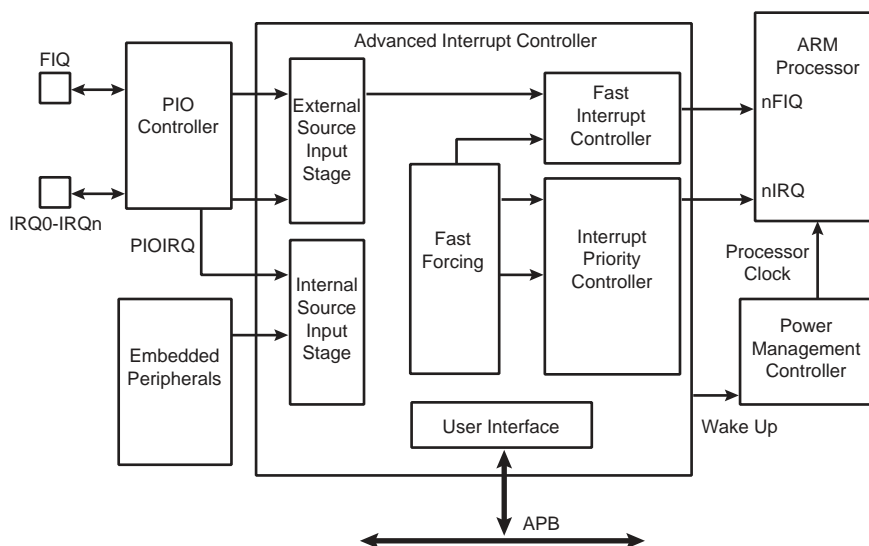 Advanced Interrupt Controller
FIQ
PIO
Controller
IRQ0-IRQn
PIOIRQ
Embedded
Peripherals
External
Source
Input
Stage
Internal
Source
Input
Stage
Fast
Forcing
Fast
Interrupt
Controller
Interrupt
Priority
Controller
User Interface
APB
ARM
Processor
nFIQ
nIRQ
Processor
Clock
Power
Management
Controller
Wake Up